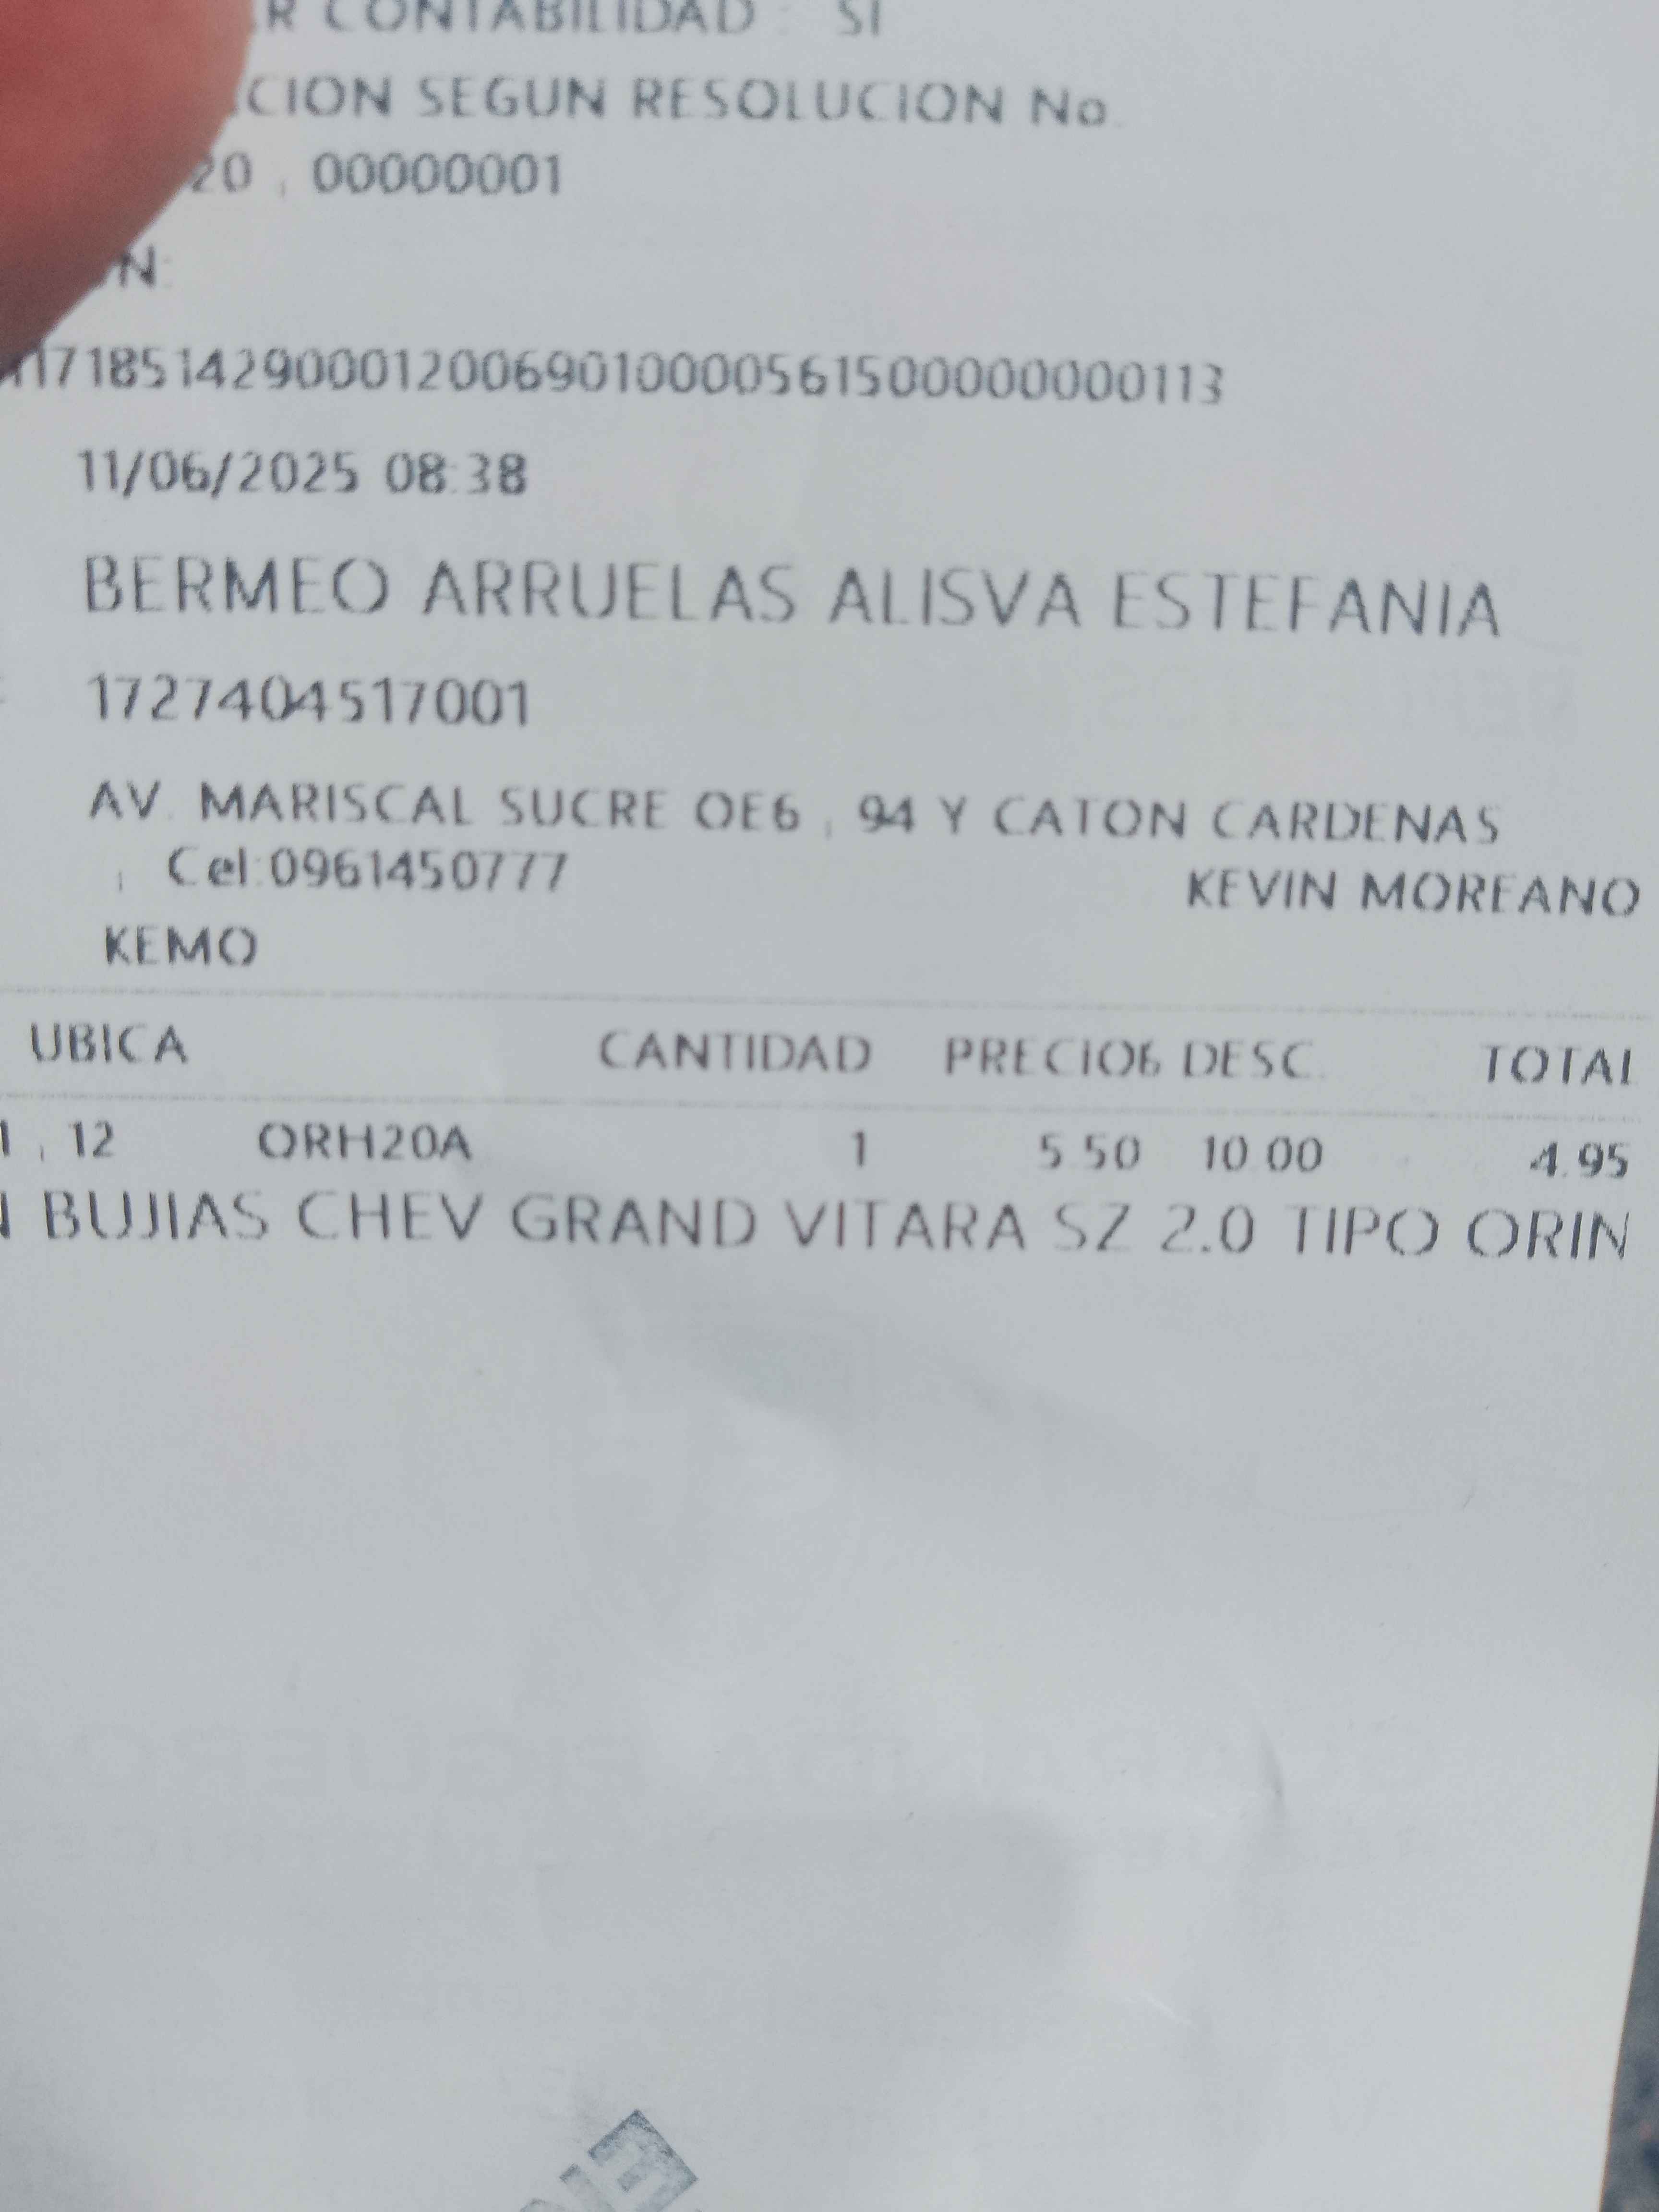 R CONTABILIDAD : SI
CION SEGUN RESOLUCION No.
20 , 00000001
N:
1718514290001200690100005615000000000113
11/06/2025 08:38
BERMEO ARRUELAS ALISVA ESTEFANIA
1727404517001
AV. MARISCAL SUCRE OE6 , 94 Y CATON CARDENAS
, Cel:0961450777 KEVIN MOREANO
KEMO
UBICA CANTIDAD PRECIO6 DESC. TOTAL
1 , 12 ORH20A 1 5.50 10.00 4.95
N BUJIAS CHEV GRAND VITARA SZ 2.0 TIPO ORIN